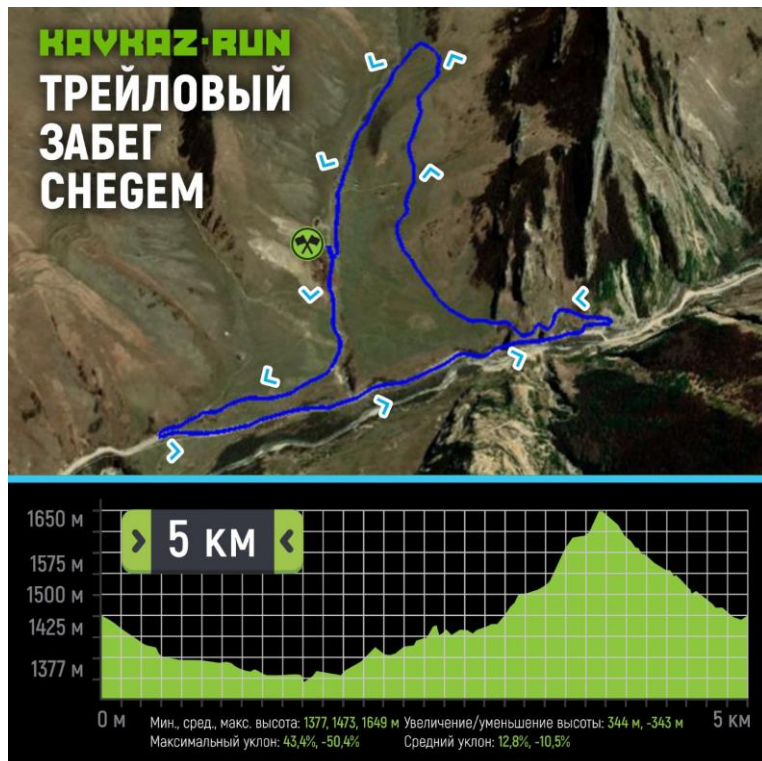 KAVKAZ·RUN
ТРЕЙЛОВЫЙ
ЗАБЕГ
CHEGEM
5 км
1650 м
1575 м
1500 м
1425 м
1377 м
0 м
5 км
Мин., сред., макс. высота: 1377, 1473, 1649 м Увеличение/уменьшение высоты: 344 м, -343 м
Максимальный уклон: 43,4%, -50,4% Средний уклон: 12,8%, -10,5%